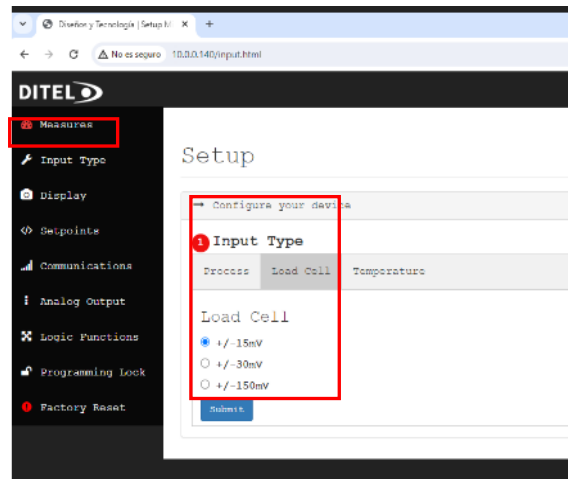 Diseños y Tecnología | Setup M
No es seguro 10.0.0.140/input.html
DITEL
Measures
Input Type
Display
Setpoints
Communications
Analog Output
Logic Functions
Programming Lock
Factory Reset
Setup
Configure your device
1 Input Type
Process Load Cell Temperature
Load Cell
+/-15mV
+/-30mV
+/-150mV
Submit